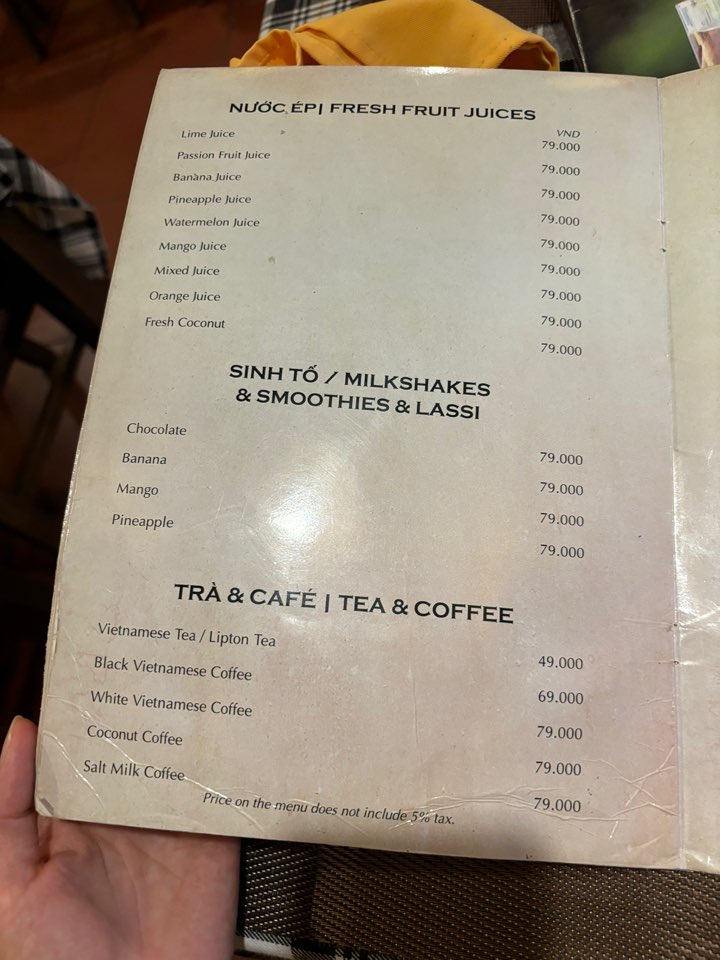 NƯỚC ÉP| FRESH FRUIT JUICES
VND
Lime Juice 79.000
Passion Fruit Juice 79.000
Banana Juice 79.000
Pineapple Juice 79.000
Watermelon Juice 79.000
Mango Juice 79.000
Mixed Juice 79.000
Orange Juice 79.000
Fresh Coconut 79.000
SINH TỐ / MILKSHAKES
& SMOOTHIES & LASSI
Chocolate 79.000
Banana 79.000
Mango 79.000
Pineapple 79.000
TRÀ & CAFÉ | TEA & COFFEE
Vietnamese Tea / Lipton Tea 49.000
Black Vietnamese Coffee 69.000
White Vietnamese Coffee 79.000
Coconut Coffee 79.000
Salt Milk Coffee 79.000
Price on the menu does not include 5% tax.